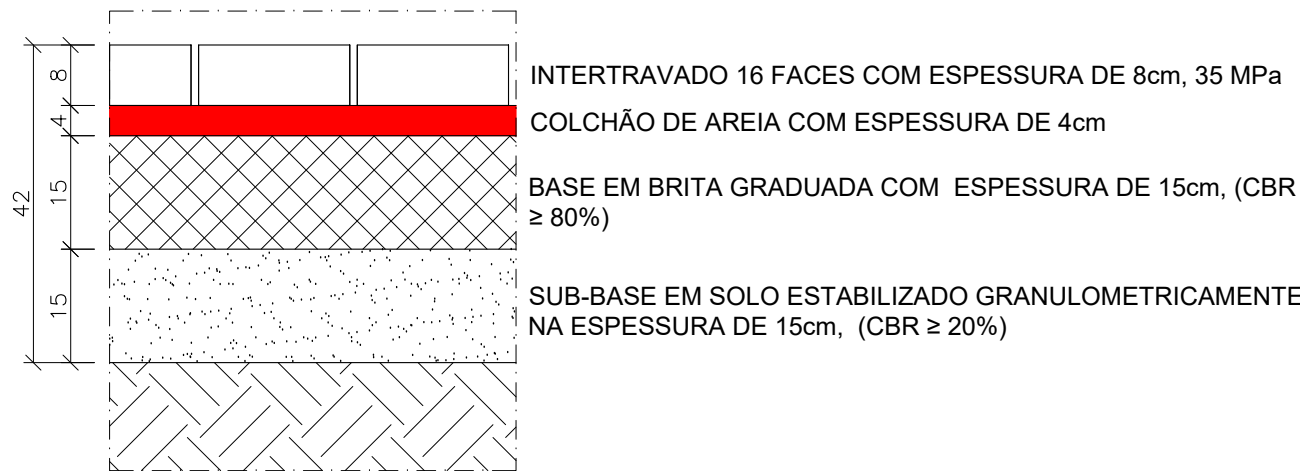 INTERTRAVADO 16 FACES COM ESPESSURA DE 8cm, 35 MPa
COLCHÃO DE AREIA COM ESPESSURA DE 4cm
BASE EM BRITA GRADUADA COM ESPESSURA DE 15cm, (CBR
≥ 80%)
SUB-BASE EM SOLO ESTABILIZADO GRANULOMETRICAMENTE
NA ESPESSURA DE 15cm, (CBR ≥ 20%)
8
4
15
15
42